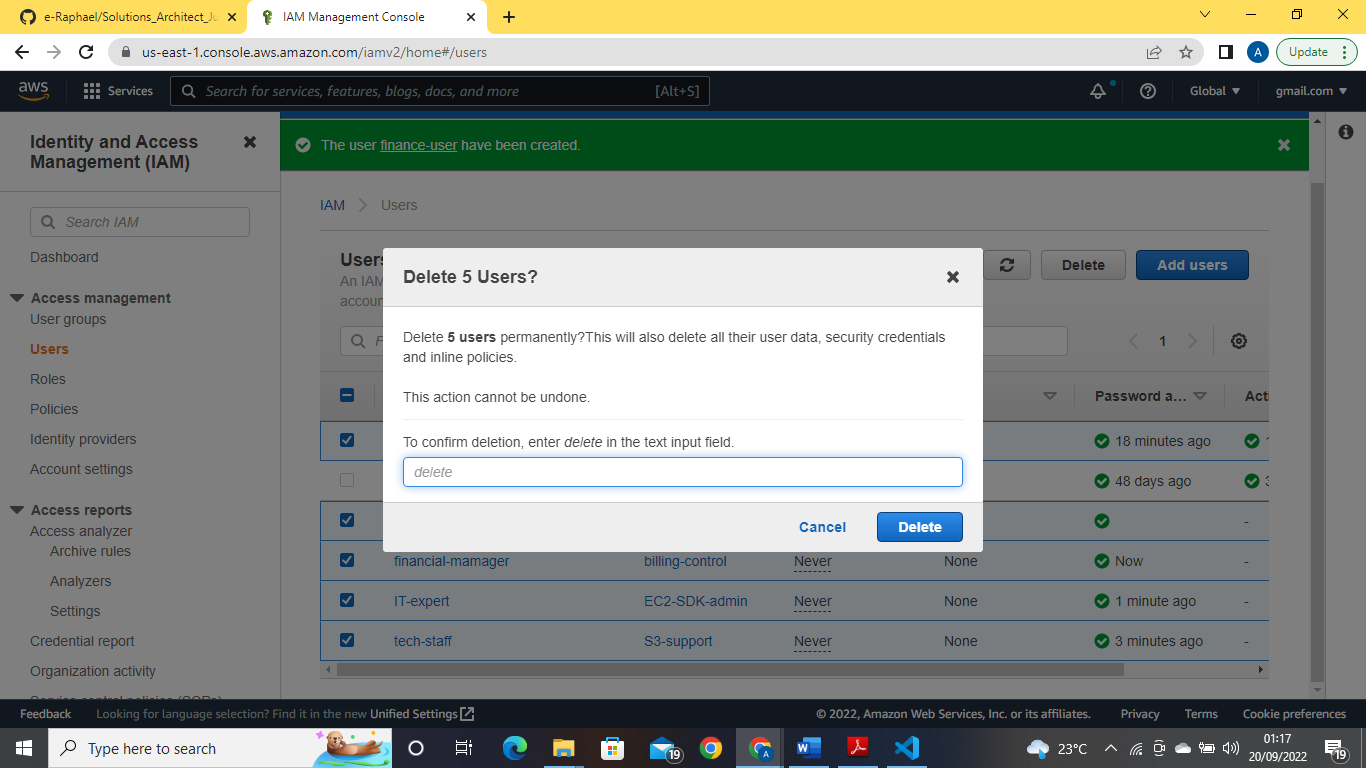 e-Raphael/Solutions_Architect_Ju
IAM Management Console
us-east-1.console.aws.amazon.com/iamv2/home#/users
A
Update
aws
Services
Search for services, features, blogs, docs, and more
[Alt+S]
Global
gmail.com
Identity and Access
Management (IAM)
Search IAM
Dashboard
Access management
User groups
Users
Roles
Policies
Identity providers
Account settings
Access reports
Access analyzer
Archive rules
Analyzers
Settings
Credential report
Organization activity
Service control policies (SCPs)
The user finance-user have been created.
IAM
Users
Users
An IAM
accoun
F
Delete
Add users
1
Password a...
Acti
18 minutes ago
1
48 days ago
3
-
financial-mamager
billing-control
Never
None
Now
-
IT-expert
EC2-SDK-admin
Never
None
1 minute ago
-
tech-staff
S3-support
Never
None
3 minutes ago
-
Delete 5 Users?
Delete 5 users permanently?This will also delete all their user data, security credentials
and inline policies.
This action cannot be undone.
To confirm deletion, enter delete in the text input field.
delete
Cancel
Delete
Feedback
Looking for language selection? Find it in the new Unified Settings
© 2022, Amazon Web Services, Inc. or its affiliates.
Privacy
Terms
Cookie preferences
Type here to search
19
A
23°C
01:17
20/09/2022
19